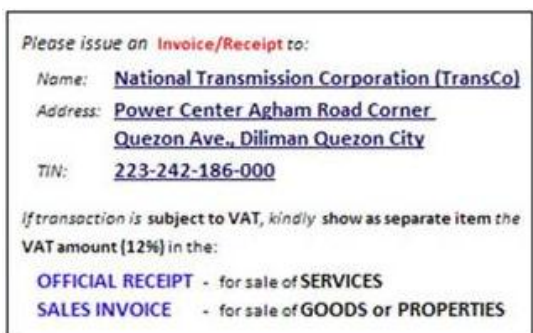 Please issue an Invoice/Receipt to:
Name: National Transmission Corporation (TransCo)
Address: Power Center Agham Road Corner
Quezon Ave., Diliman Quezon City
TIN: 223-242-186-000
If transaction is subject to VAT, kindly show as separate item the
VAT amount (12%) in the:
OFFICIAL RECEIPT - for sale of SERVICES
SALES INVOICE - for sale of GOODS or PROPERTIES